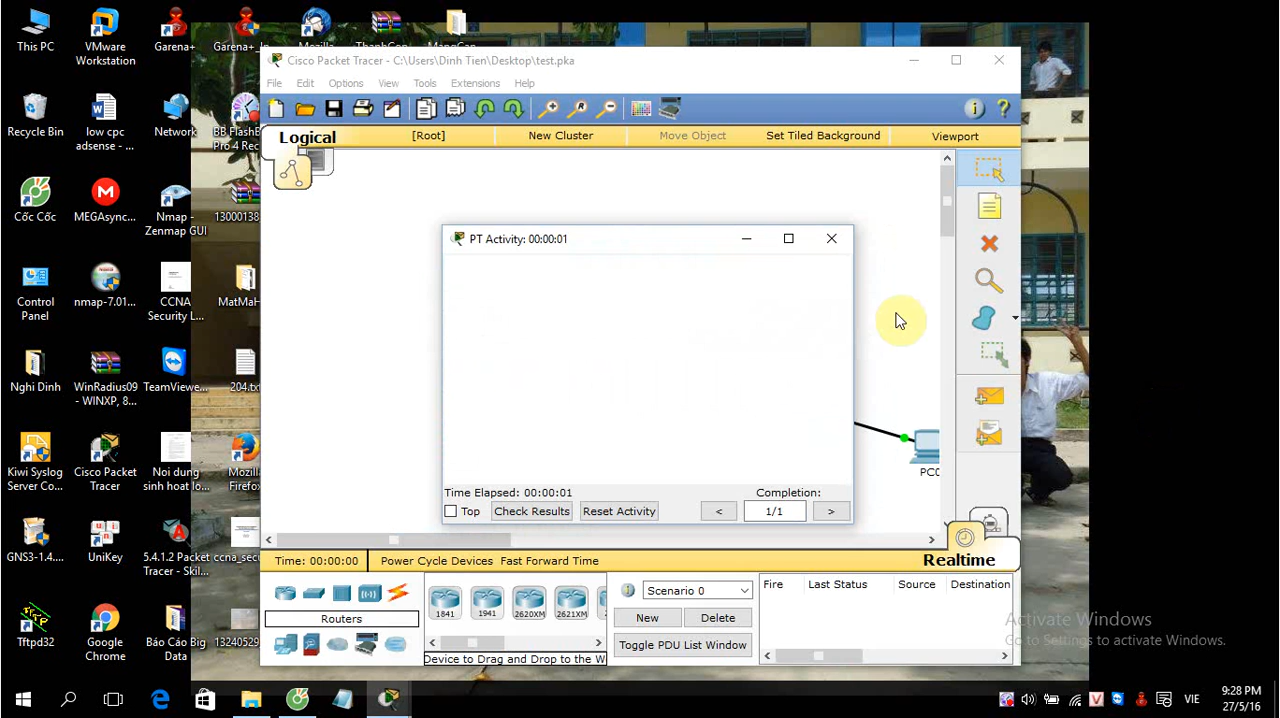 This PC
VMware
Workstation
Garena+
Mozilla
ThanhCon
MangCan
Recycle Bin
low cpc
adsense - ...
Network
BB FlashB
Pro 4 Rec
Cốc Cốc
MEGAsync
Nmap -
Zenmap GUI
13000138
Control
Panel
nmap-7.01...
CCNA
Security L...
MatMaH
Nghi Dinh
WinRadius09
- WINXP, 8...
TeamViewe...
204.txt
Kiwi Syslog
Server Co...
Cisco Packet
Tracer
Noi dung
sinh hoat lo
Mozill
Firefox
GNS3-1.4....
UniKey
5.4.1.2 Packet
Tracer - Skil...
ccna_sec
Tftpd32
Google
Chrome
Báo Cáo Big
Data
13240529
Cisco Packet Tracer - C:\Users\Dinh Tien\Desktop\test.pka
File Edit Options View Tools Extensions Help
Logical
[Root]
New Cluster
Move Object
Set Tiled Background
Viewport
PT Activity: 00:00:01
Time Elapsed: 00:00:01
Completion:
Top
Check Results
Reset Activity
<
1/1
>
Time: 00:00:00
Power Cycle Devices Fast Forward Time
Realtime
Routers
1841
1941
2620XM
2621XM
Device to Drag and Drop to the W
Scenario 0
New
Delete
Toggle PDU List Window
Fire
Last Status
Source
Destination
Activate Windows
Go to Settings to activate Windows.
VIE
9:28 PM
27/5/16